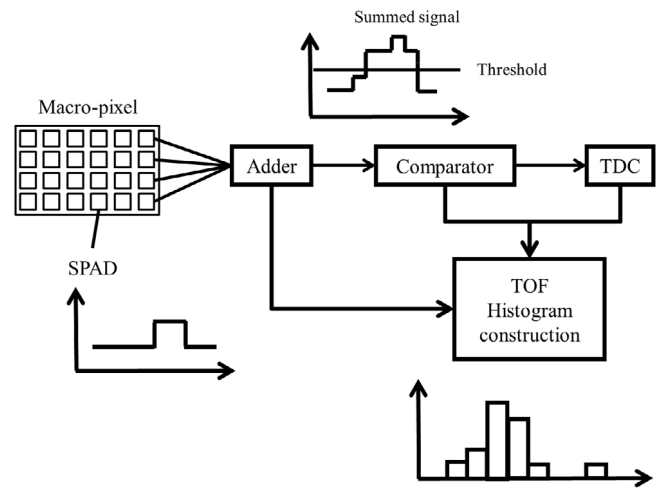 Summed signal
Threshold
Macro-pixel
Adder
Comparator
TDC
SPAD
TOF
Histogram
construction